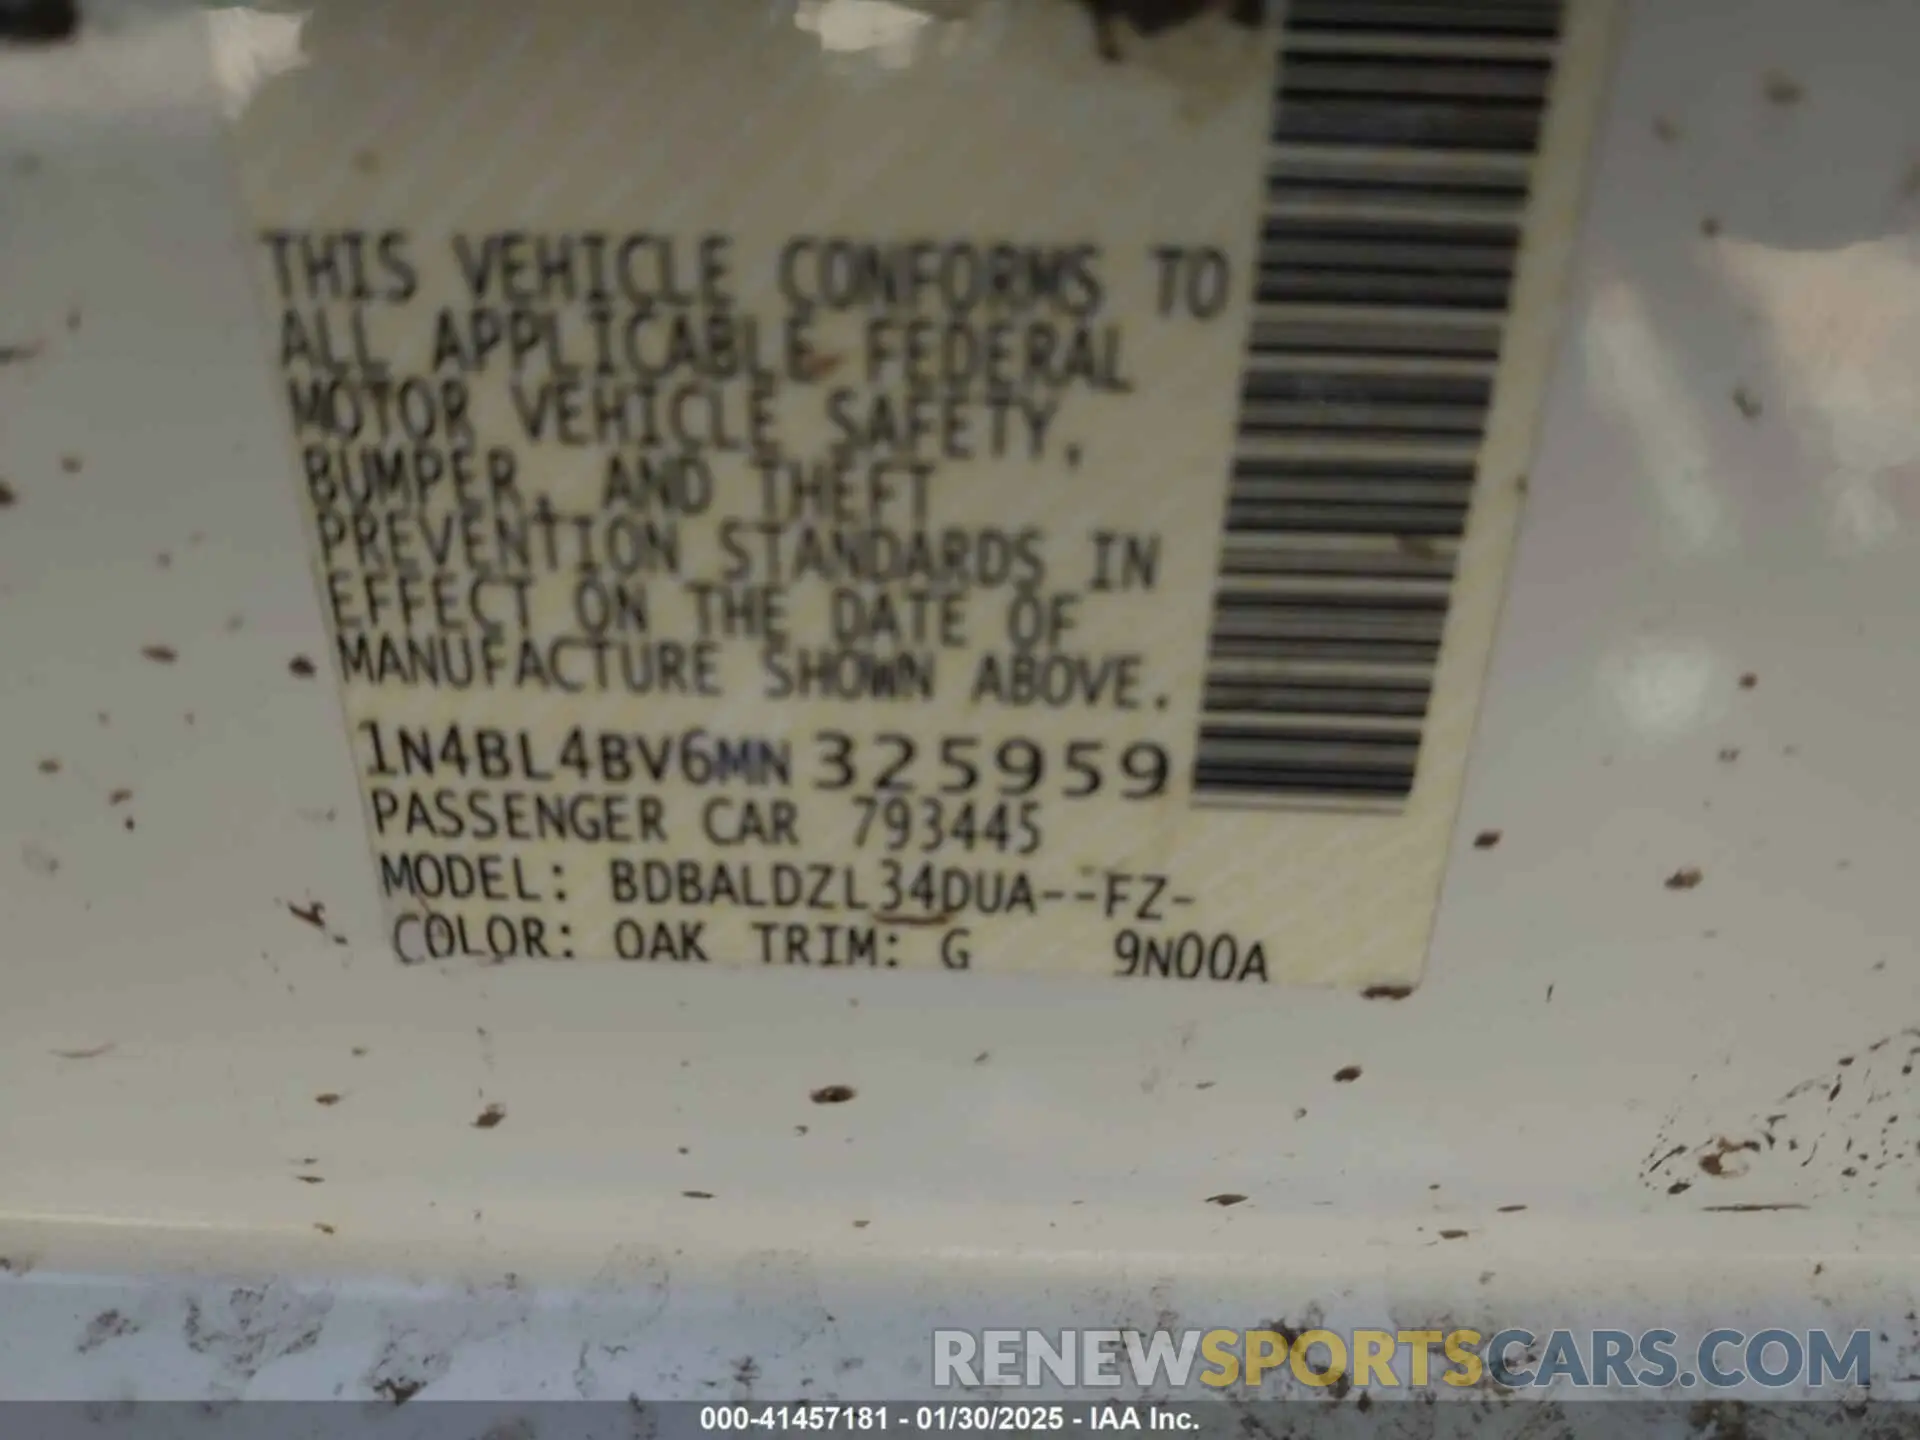 THIS VEHICLE CONFORMS TO
ALL APPLICABLE FEDERAL
MOTOR VEHICLE SAFETY,
BUMPER, AND THEFT
PREVENTION STANDARDS IN
EFFECT ON THE DATE OF
MANUFACTURE SHOWN ABOVE.
1N4BL4BV6MN325959
PASSENGER CAR 793445
MODEL: BDBALDZL34DUA--FZ-
COLOR: OAK TRIM: G 9N00A
RENEWSPORTSCARS.COM
000-41457181 - 01/30/2025 - IAA Inc.